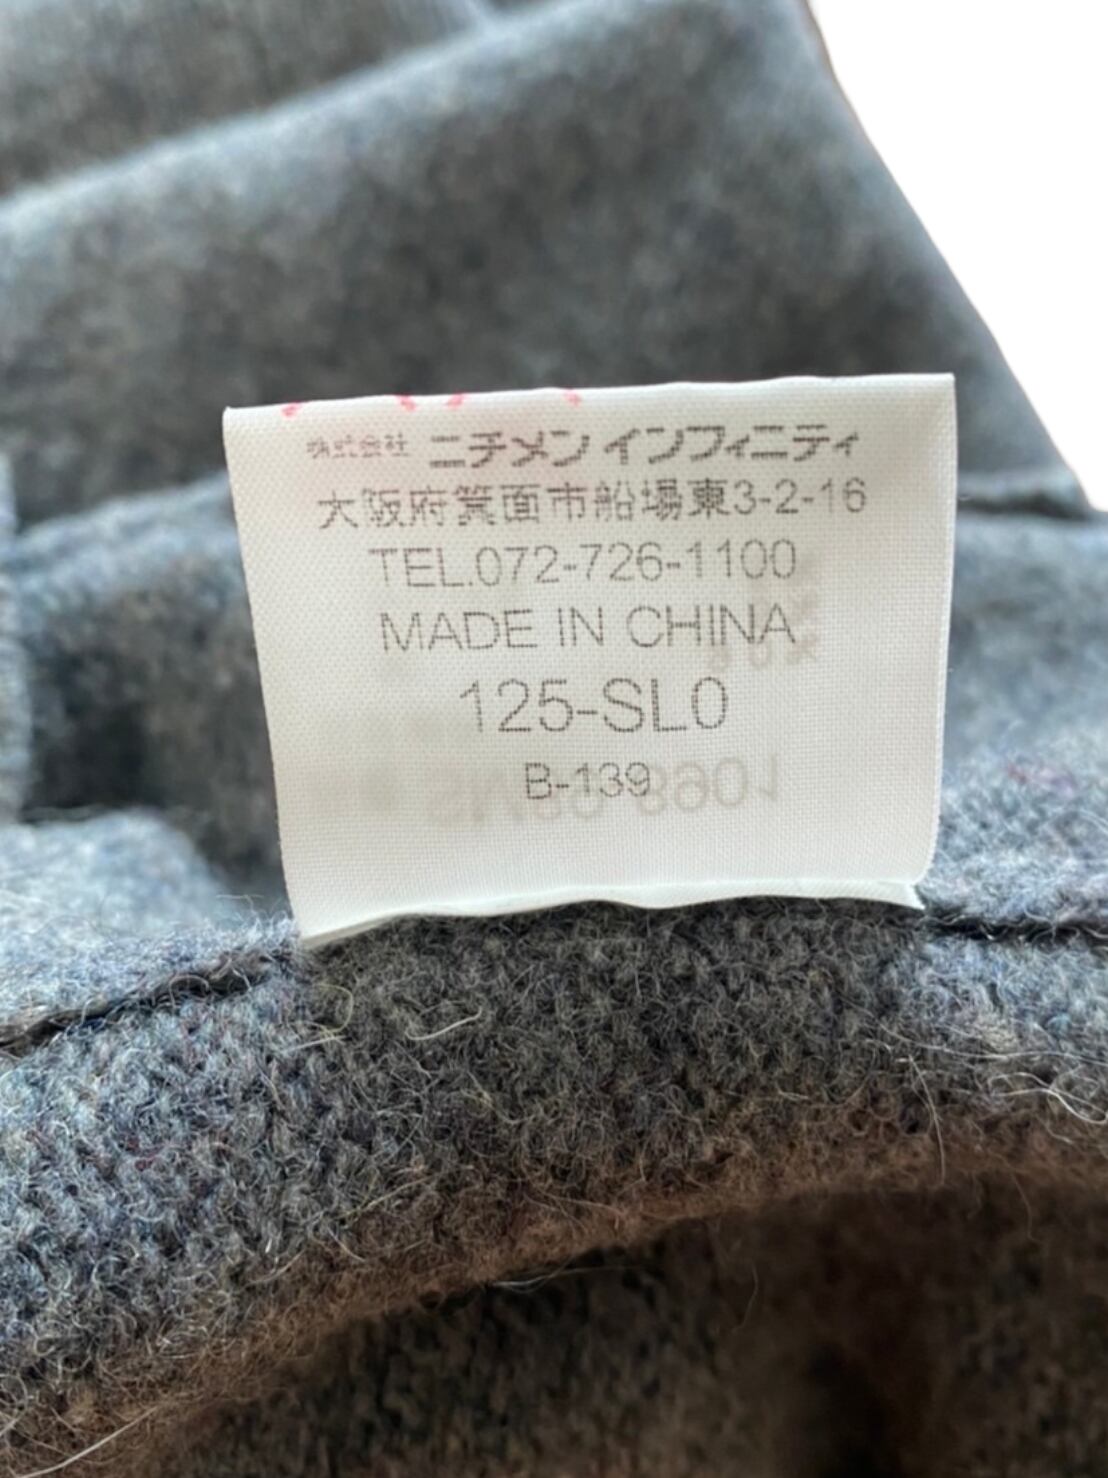 株式会社 ニチメン インフィニティ
大阪府箕面市船場東3-2-16
TEL.072-726-1100
MADE IN CHINA
125-SL0
B-139